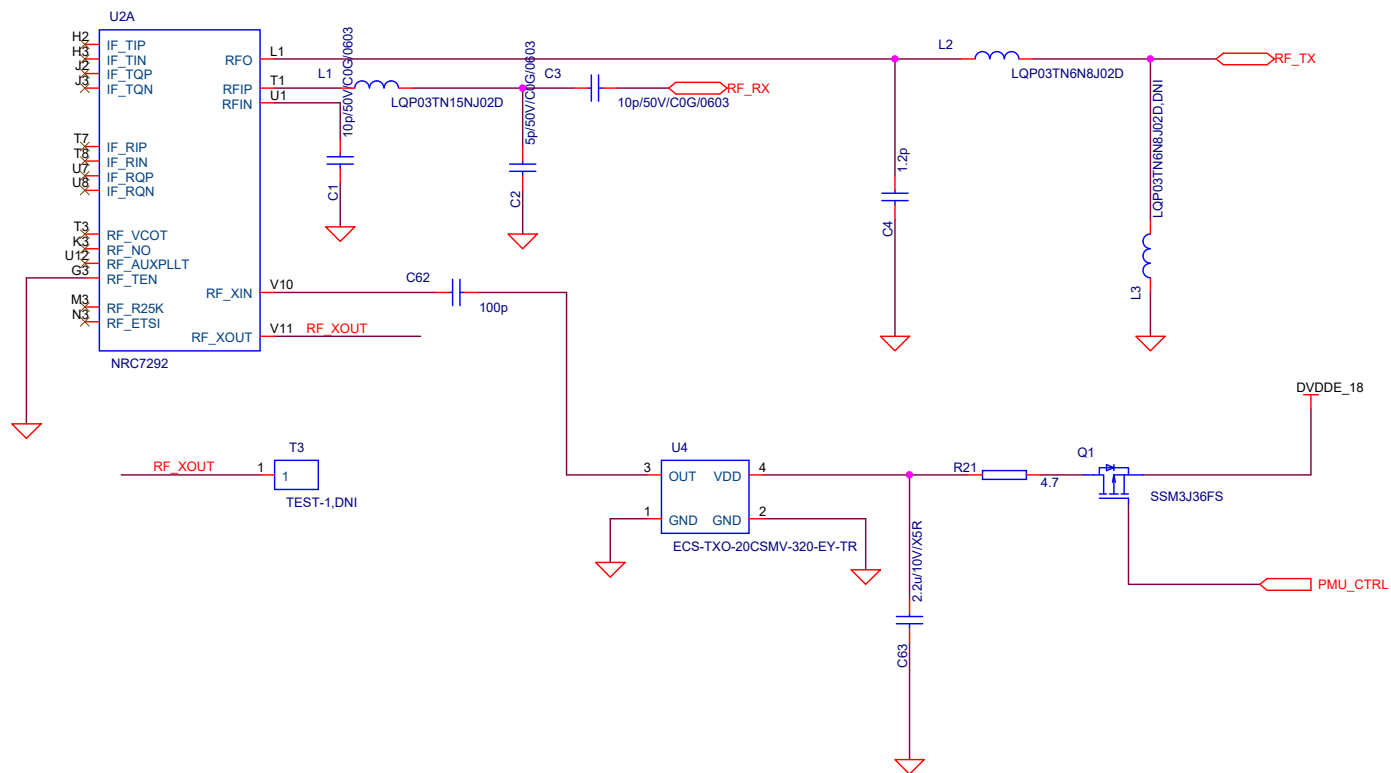 U2A
H2
IF_TIP
H3
IF_TIN
J2
IF_TQP
J3
IF_TQN
T7
IF_RIP
T8
IF_RIN
U7
IF_RQP
U8
IF_RQN
T3
RF_VCOT
K3
RF_NO
U12
RF_AUXPLLT
G3
RF_TEN
M3
RF_R25K
N3
RF_ETSI
RFO
L1
RFIP
T1
RFIN
U1
RF_XIN
V10
RF_XOUT
V11
RF_XOUT
NRC7292
L1
LQP03TN15NJ02D
10p/50V/C0G/0603
C1
5p/50V/C0G/0603
C2
C3
10p/50V/C0G/0603
RF_RX
1.2p
C4
L2
LQP03TN6N8J02D
RF_TX
LQP03TN6N8J02D,DNI
L3
C62
100p
RF_XOUT
1
T3
1
TEST-1,DNI
U4
3
OUT
VDD
4
1
GND
GND
2
ECS-TXO-20CSMV-320-EY-TR
2.2u/10V/X5R
C63
R21
4.7
Q1
SSM3J36FS
DVDDE_18
PMU_CTRL